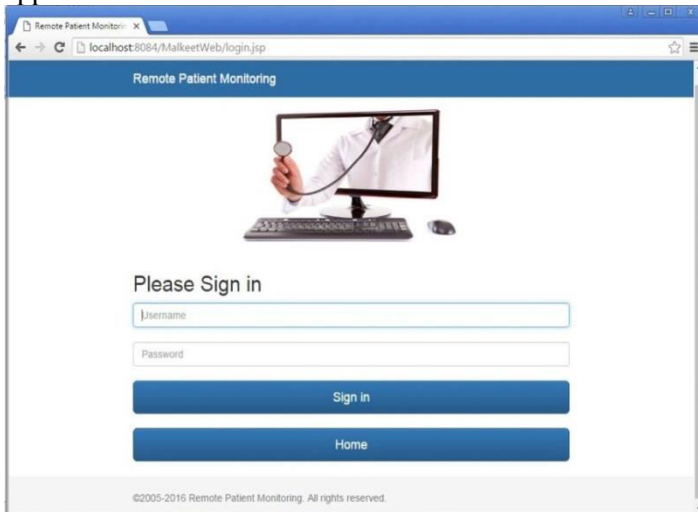 Remote Patient Monitorin
localhost:8084/MalkeetWeb/login.jsp
Remote Patient Monitoring
Please Sign in
Username
Password
Sign in
Home
©2005-2016 Remote Patient Monitoring. All rights reserved.